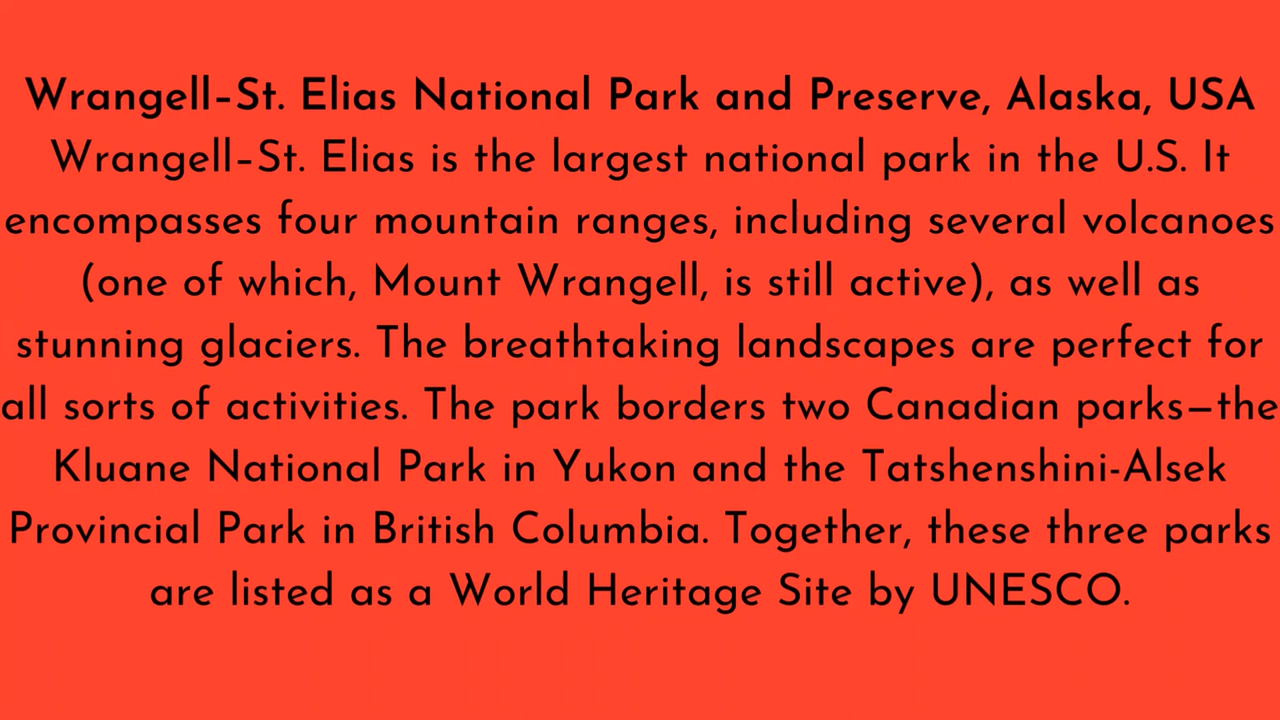 Wrangell–St. Elias National Park and Preserve, Alaska, USA
Wrangell–St. Elias is the largest national park in the U.S. It
encompasses four mountain ranges, including several volcanoes
(one of which, Mount Wrangell, is still active), as well as
stunning glaciers. The breathtaking landscapes are perfect for
all sorts of activities. The park borders two Canadian parks—the
Kluane National Park in Yukon and the Tatshenshini-Alsek
Provincial Park in British Columbia. Together, these three parks
are listed as a World Heritage Site by UNESCO.